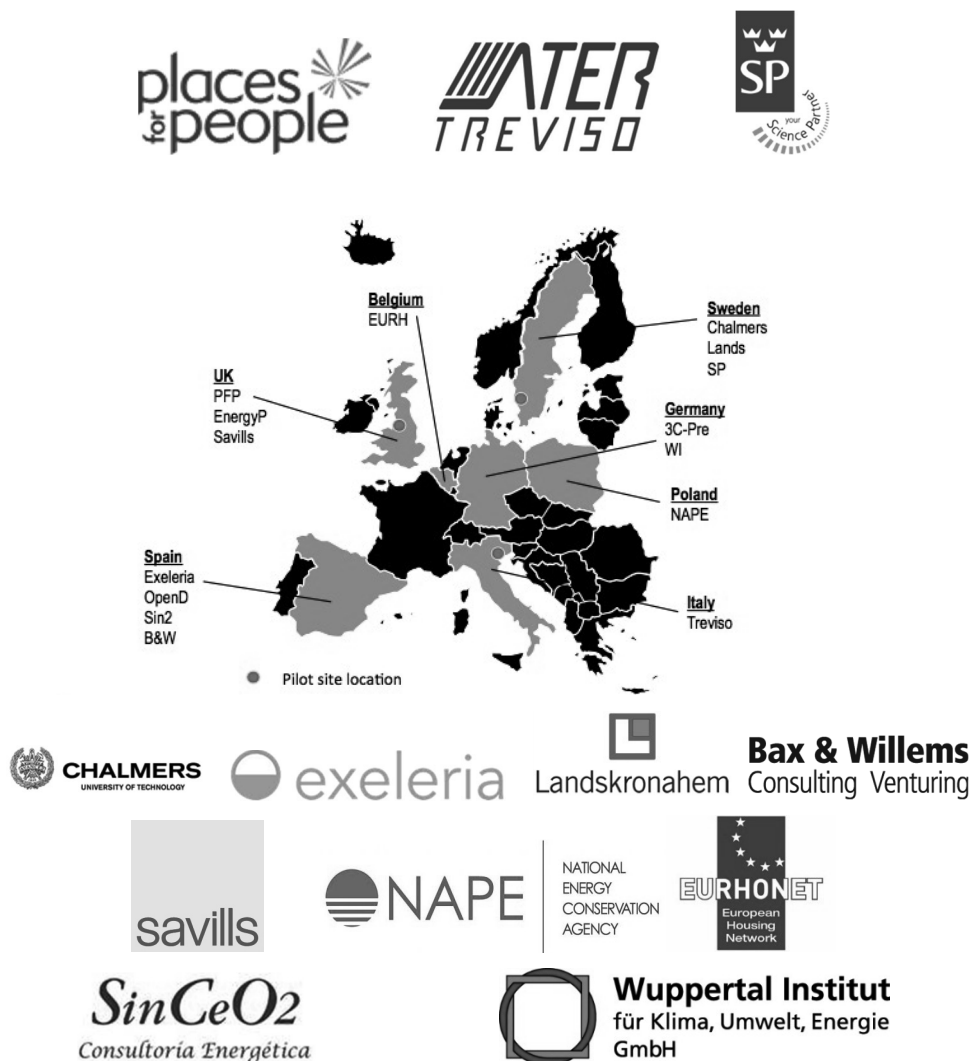 places
for people
ATER
TREVISO
SP
your
Science Partner
Belgium
EURH
Sweden
Chalmers
Lands
SP
UK
PFP
EnergyP
Savills
Germany
3C-Pre
WI
Poland
NAPE
Spain
Exeleria
OpenD
Sin2
B&W
Italy
Treviso
Pilot site location
CHALMERS
UNIVERSITY OF TECHNOLOGY
exeleria
Landskronahem
Bax & Willems
Consulting Venturing
savills
NAPE
NATIONAL
ENERGY
CONSERVATION
AGENCY
EURHONET
European
Housing
Network
SinCeO2
Consultoría Energética
Wuppertal Institut
für Klima, Umwelt, Energie
GmbH